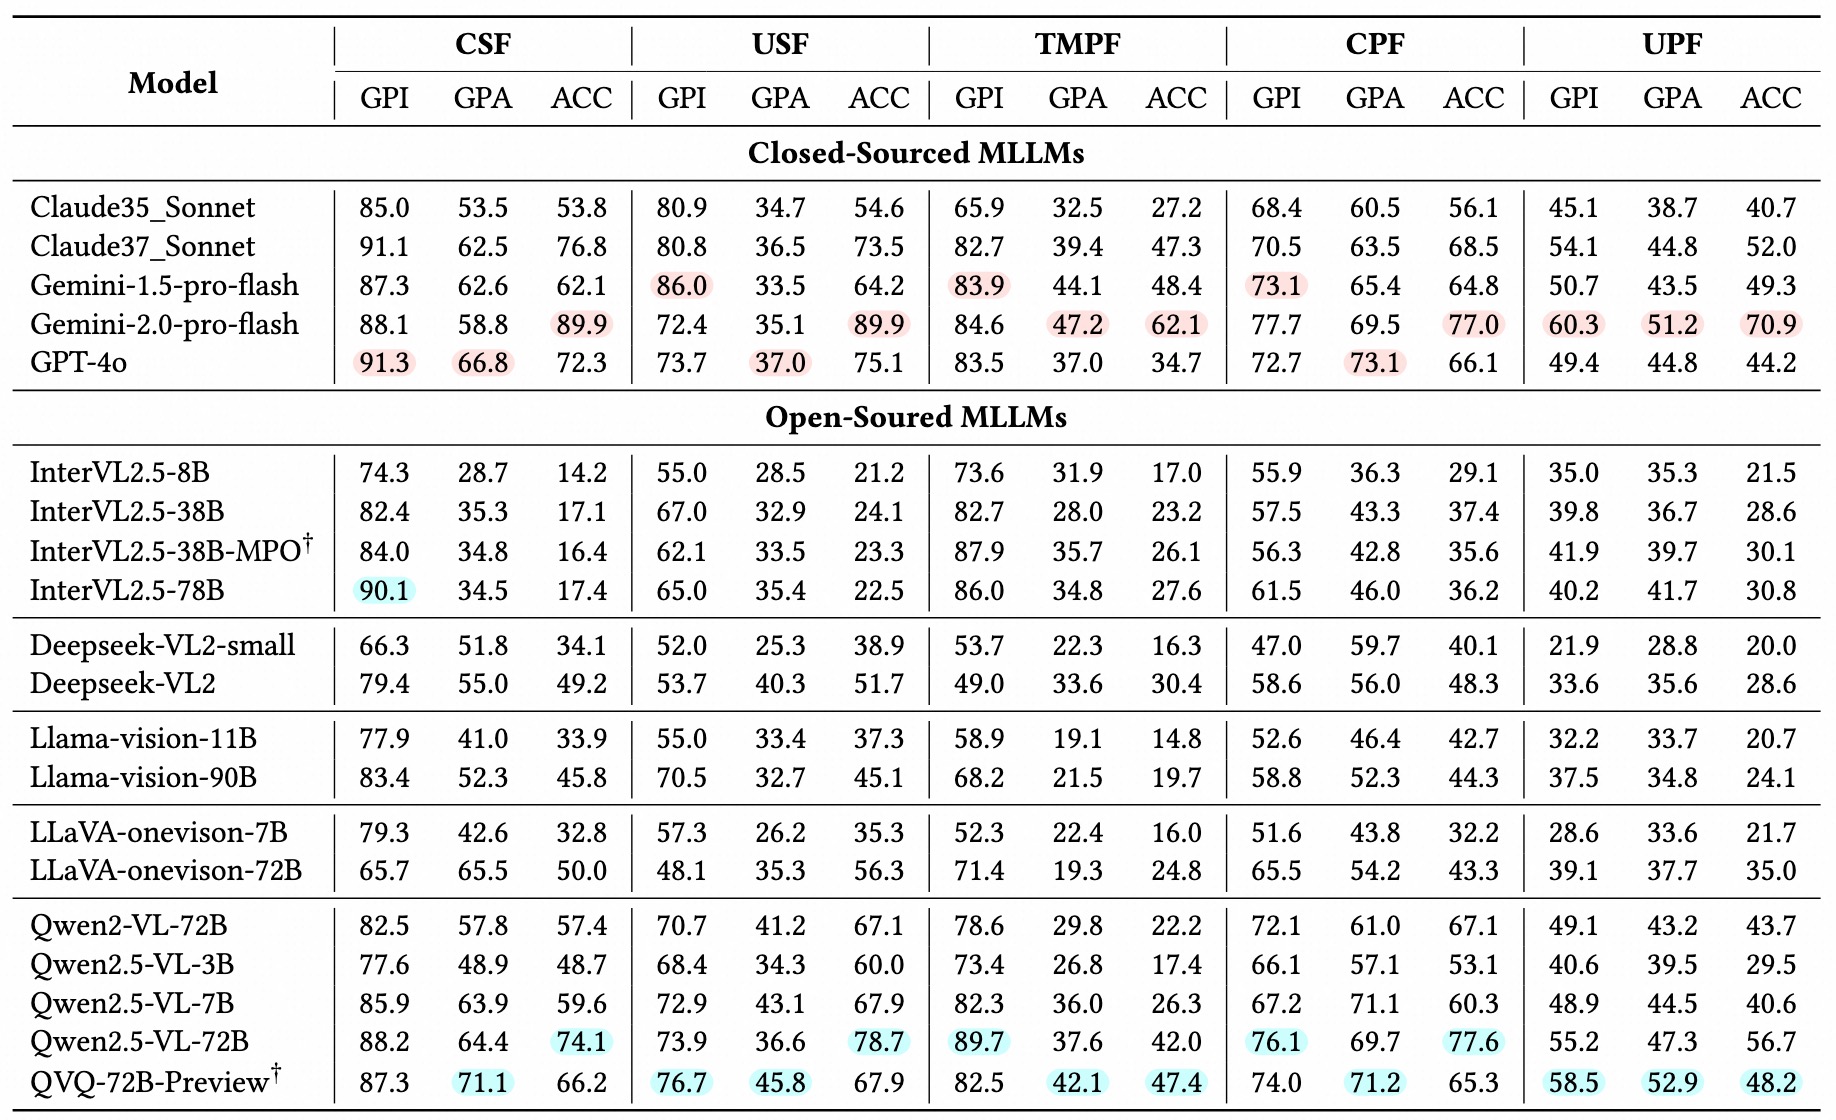 CSF USF TMPF CPF UPF
Model
GPI GPA ACC GPI GPA ACC GPI GPA ACC GPI GPA ACC GPI GPA ACC
Closed-Sourced MLLMs
Claude35_Sonnet 85.0 53.5 53.8 80.9 34.7 54.6 65.9 32.5 27.2 68.4 60.5 56.1 45.1 38.7 40.7
Claude37_Sonnet 91.1 62.5 76.8 80.8 36.5 73.5 82.7 39.4 47.3 70.5 63.5 68.5 54.1 44.8 52.0
Gemini-1.5-pro-flash 87.3 62.6 62.1 86.0 33.5 64.2 83.9 44.1 48.4 73.1 65.4 64.8 50.7 43.5 49.3
Gemini-2.0-pro-flash 88.1 58.8 89.9 72.4 35.1 89.9 84.6 47.2 62.1 77.7 69.5 77.0 60.3 51.2 70.9
GPT-4o 91.3 66.8 72.3 73.7 37.0 75.1 83.5 37.0 34.7 72.7 73.1 66.1 49.4 44.8 44.2
Open-Soured MLLMs
InterVL2.5-8B 74.3 28.7 14.2 55.0 28.5 21.2 73.6 31.9 17.0 55.9 36.3 29.1 35.0 35.3 21.5
InterVL2.5-38B 82.4 35.3 17.1 67.0 32.9 24.1 82.7 28.0 23.2 57.5 43.3 37.4 39.8 36.7 28.6
InterVL2.5-38B-MPO† 84.0 34.8 16.4 62.1 33.5 23.3 87.9 35.7 26.1 56.3 42.8 35.6 41.9 39.7 30.1
InterVL2.5-78B 90.1 34.5 17.4 65.0 35.4 22.5 86.0 34.8 27.6 61.5 46.0 36.2 40.2 41.7 30.8
Deepseek-VL2-small 66.3 51.8 34.1 52.0 25.3 38.9 53.7 22.3 16.3 47.0 59.7 40.1 21.9 28.8 20.0
Deepseek-VL2 79.4 55.0 49.2 53.7 40.3 51.7 49.0 33.6 30.4 58.6 56.0 48.3 33.6 35.6 28.6
Llama-vision-11B 77.9 41.0 33.9 55.0 33.4 37.3 58.9 19.1 14.8 52.6 46.4 42.7 32.2 33.7 20.7
Llama-vision-90B 83.4 52.3 45.8 70.5 32.7 45.1 68.2 21.5 19.7 58.8 52.3 44.3 37.5 34.8 24.1
LLaVA-onevison-7B 79.3 42.6 32.8 57.3 26.2 35.3 52.3 22.4 16.0 51.6 43.8 32.2 28.6 33.6 21.7
LLaVA-onevison-72B 65.7 65.5 50.0 48.1 35.3 56.3 71.4 19.3 24.8 65.5 54.2 43.3 39.1 37.7 35.0
Qwen2-VL-72B 82.5 57.8 57.4 70.7 41.2 67.1 78.6 29.8 22.2 72.1 61.0 67.1 49.1 43.2 43.7
Qwen2.5-VL-3B 77.6 48.9 48.7 68.4 34.3 60.0 73.4 26.8 17.4 66.1 57.1 53.1 40.6 39.5 29.5
Qwen2.5-VL-7B 85.9 63.9 59.6 72.9 43.1 67.9 82.3 36.0 26.3 67.2 71.1 60.3 48.9 44.5 40.6
Qwen2.5-VL-72B 88.2 64.4 74.1 73.9 36.6 78.7 89.7 37.6 42.0 76.1 69.7 77.6 55.2 47.3 56.7
QVQ-72B-Preview† 87.3 71.1 66.2 76.7 45.8 67.9 82.5 42.1 47.4 74.0 71.2 65.3 58.5 52.9 48.2